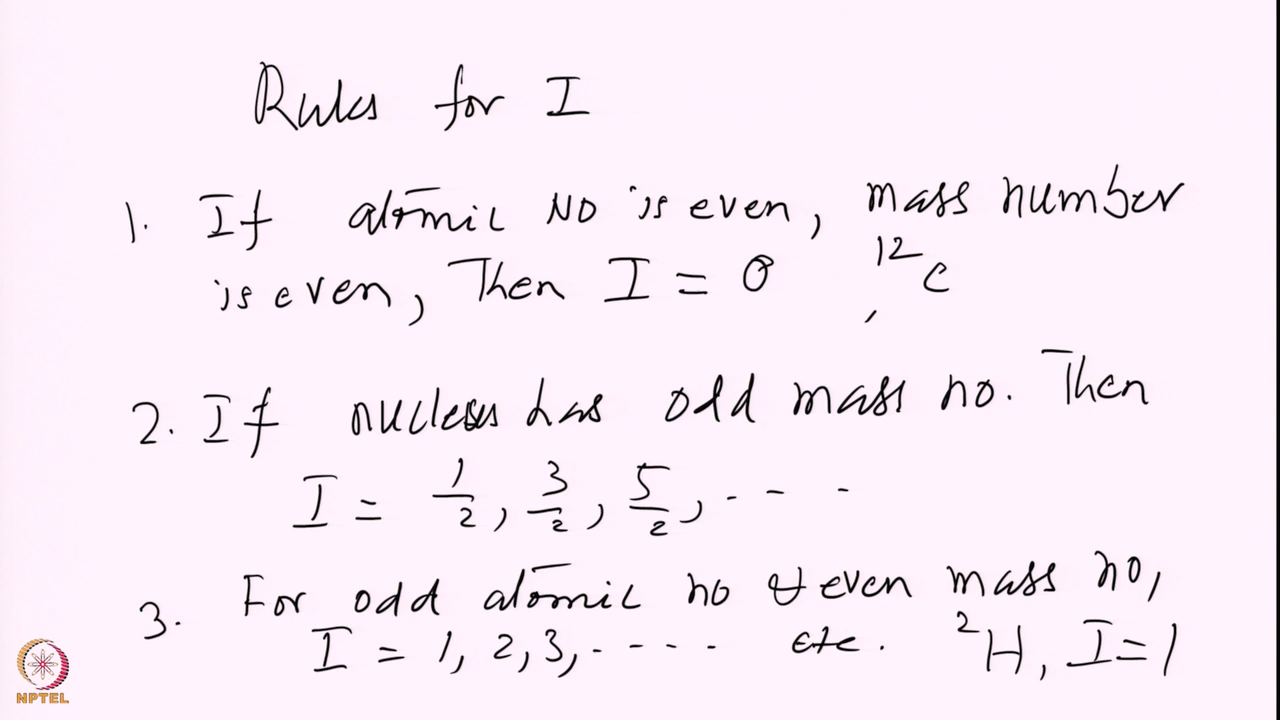 Rules for I
1. If atomic No is even, mass number
is even, Then I = 0 ¹²C
,
2. If nucleus has odd mass no. Then
I = 1/2, 3/2, 5/2, - - -
3. For odd atomic no & even mass no,
I = 1, 2, 3, - - - - etc. ²H, I=1
NPTEL